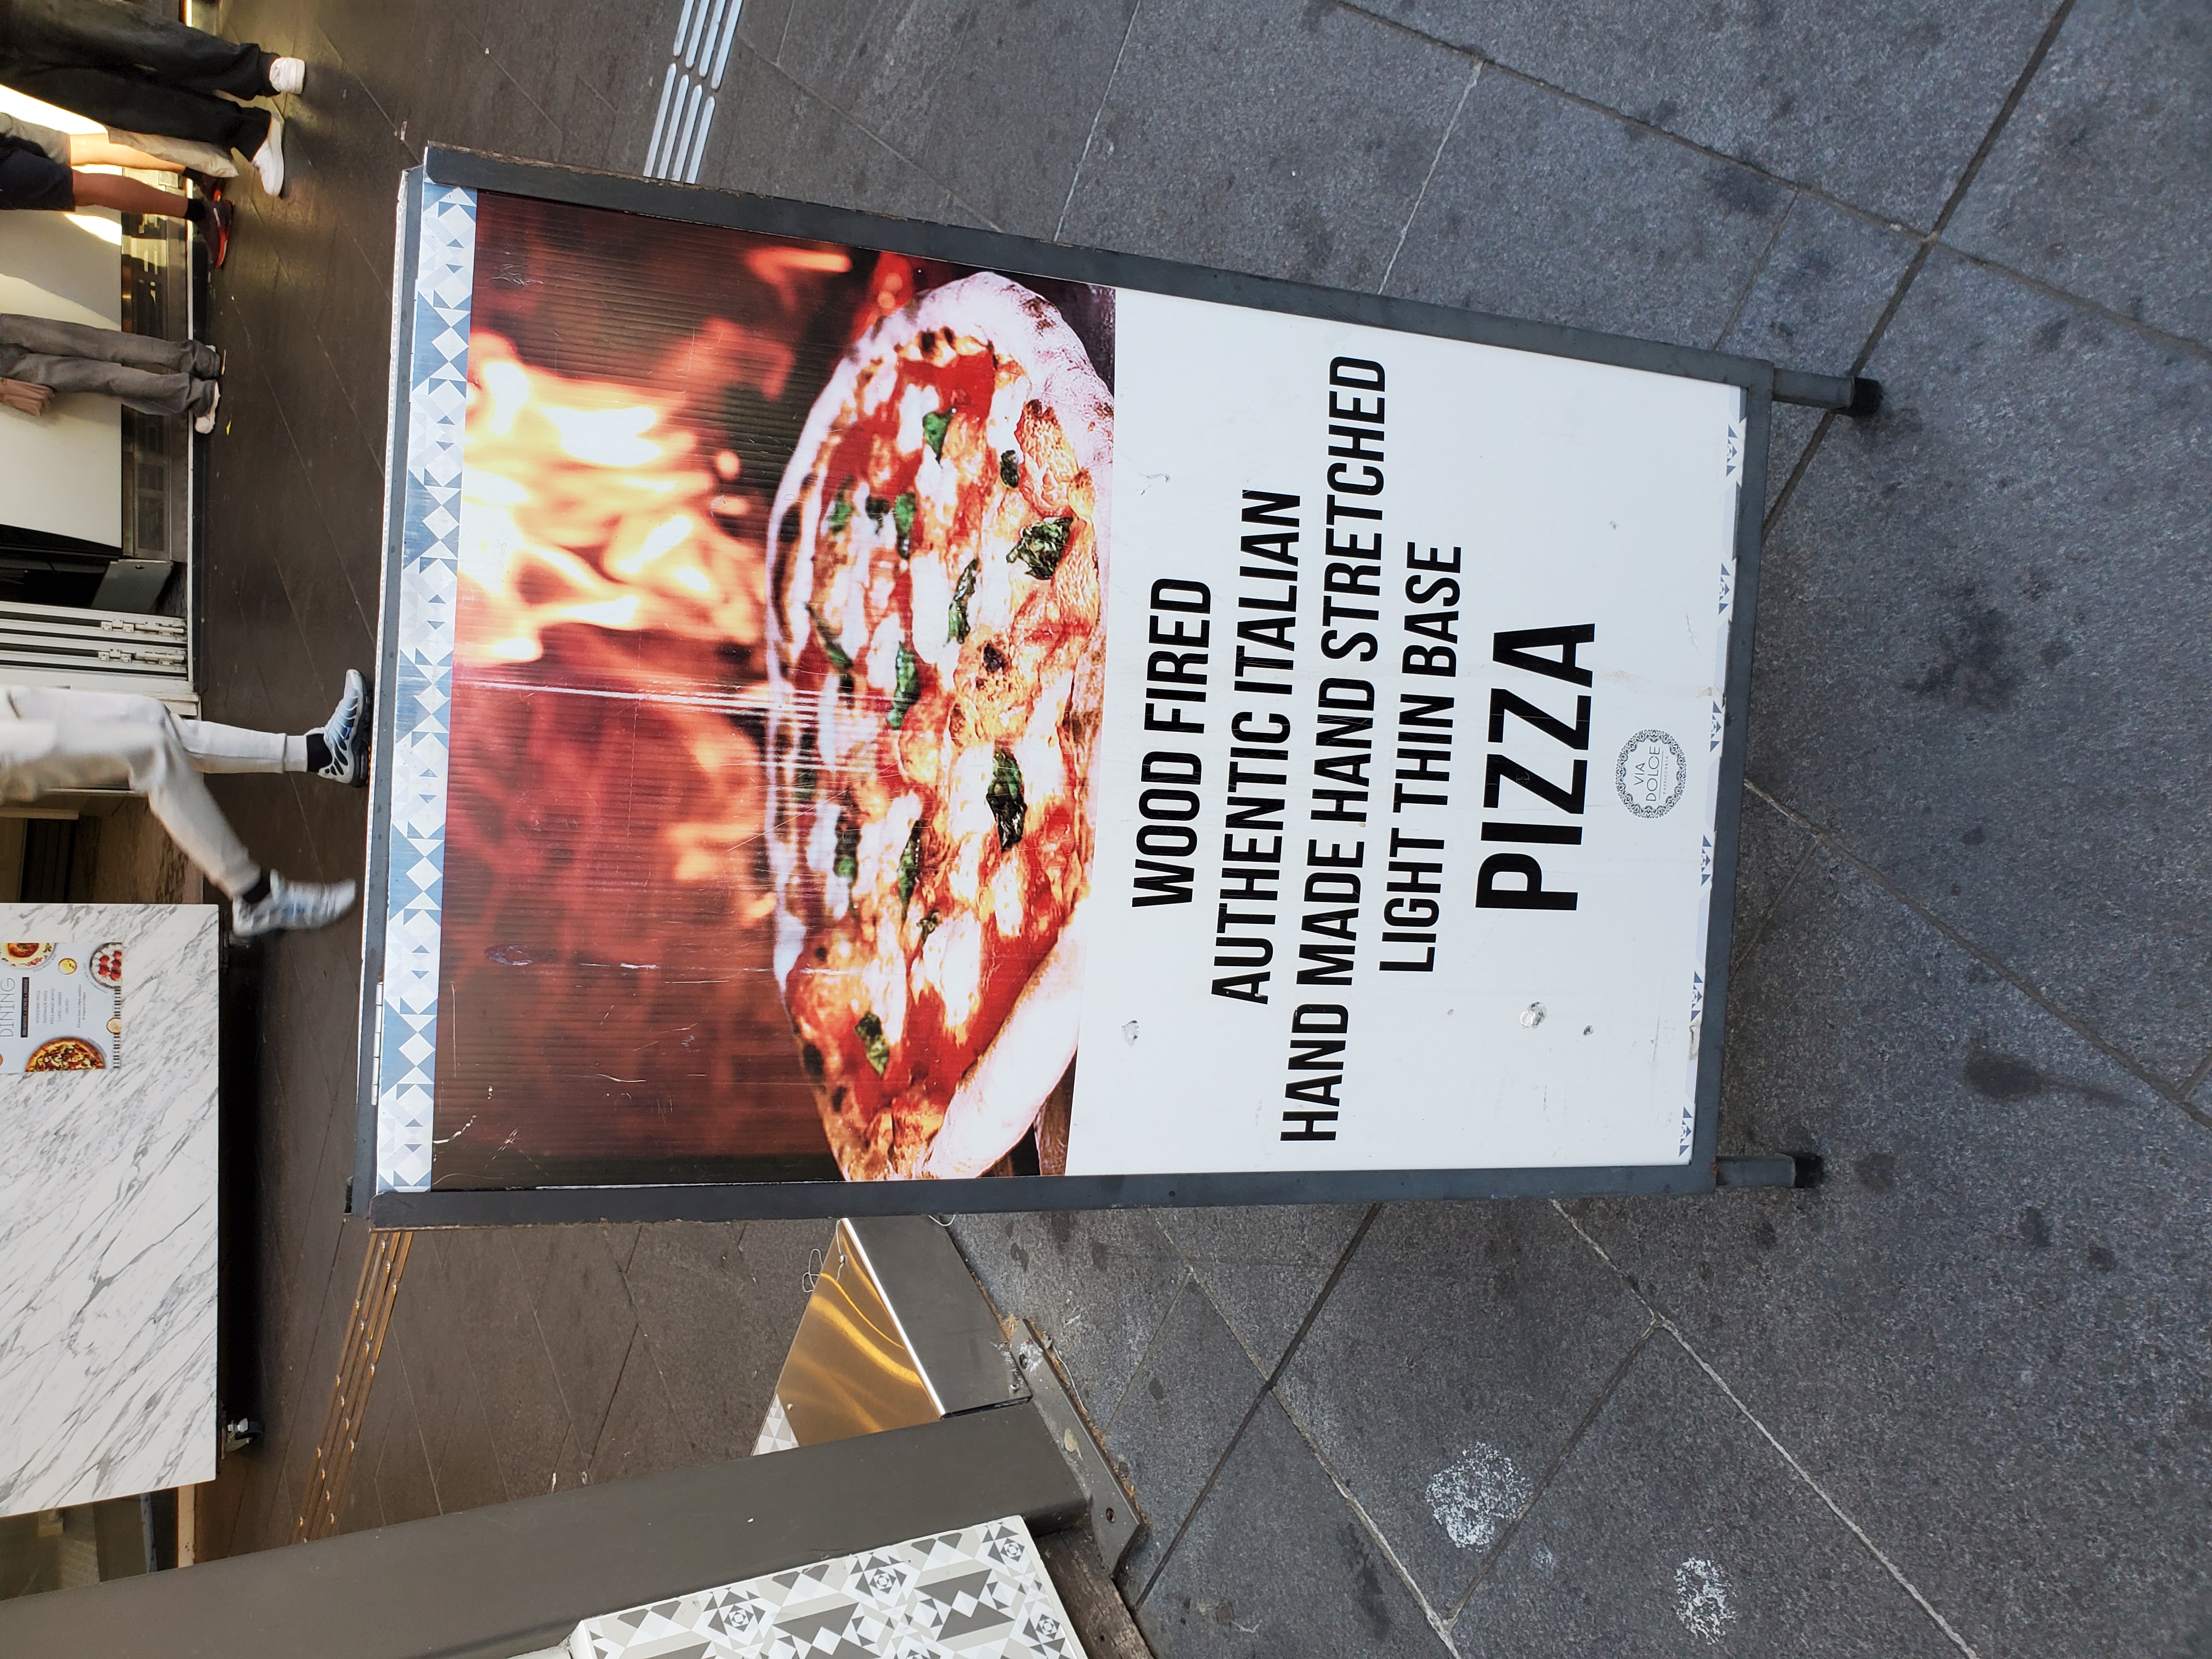 WOOD FIRED
AUTHENTIC ITALIAN
HAND MADE HAND STRETCHED
LIGHT THIN BASE
PIZZA
VIA
DOLCE
DINING